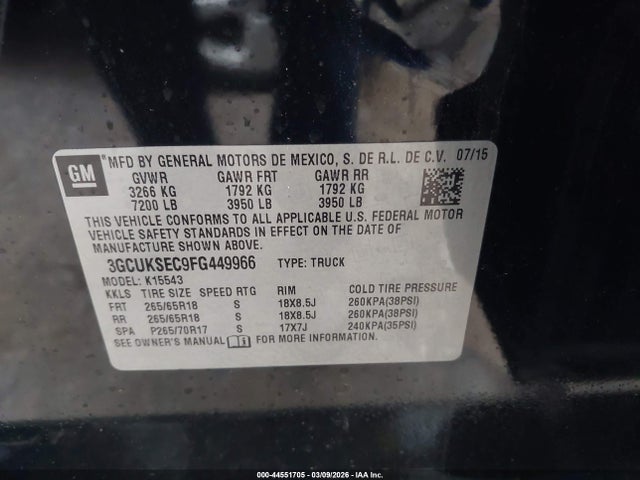 GM
MFD BY GENERAL MOTORS DE MEXICO, S. DE R.L. DE C.V. 07/15
GVWR GAWR FRT GAWR RR
3266 KG 1792 KG 1792 KG
7200 LB 3950 LB 3950 LB
THIS VEHICLE CONFORMS TO ALL APPLICABLE U.S. FEDERAL MOTOR
VEHICLE SAFETY STANDARDS IN EFFECT ON THE DATE OF
MANUFACTURE SHOWN ABOVE.
3GCUKSEC9FG449966 TYPE: TRUCK
MODEL: K15543
KKLS TIRE SIZE SPEED RTG RIM COLD TIRE PRESSURE
FRT 265/65R18 S 18X8.5J 260KPA(38PSI)
RR 265/65R18 S 18X8.5J 260KPA(38PSI)
SPA P265/70R17 S 17X7J 240KPA(35PSI)
SEE OWNER'S MANUAL FOR MORE INFORMATION.
000-44551705 - 03/09/2026 - IAAI.COM